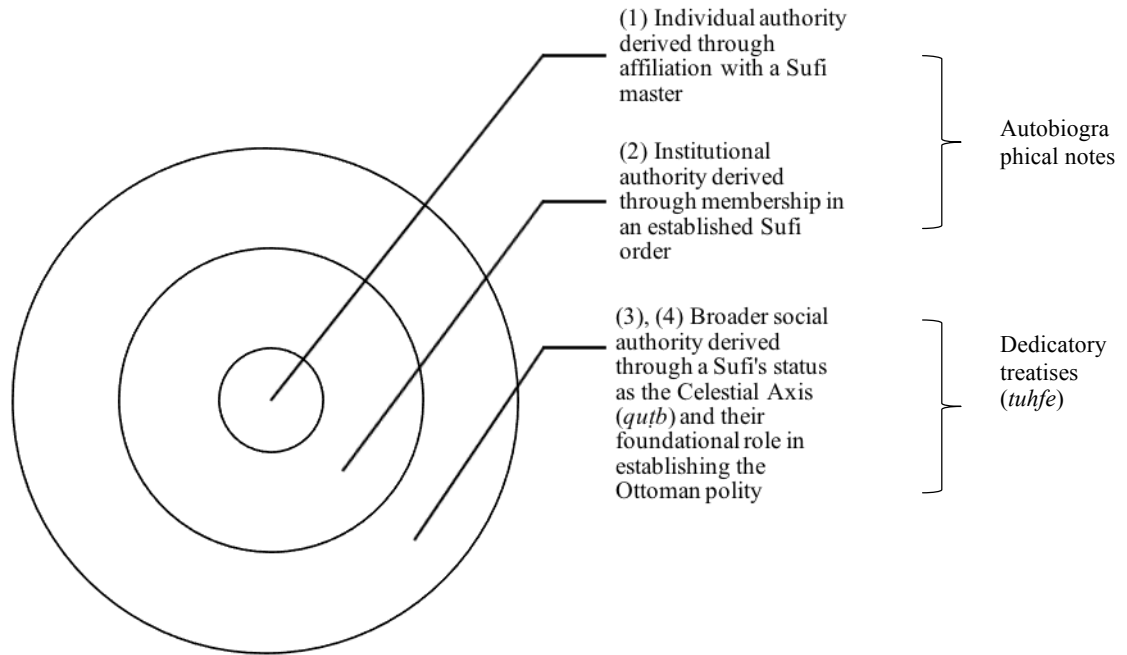 (1) Individual authority
derived through
affiliation with a Sufi
master
(2) Institutional
authority derived
through membership in
an established Sufi
order
(3), (4) Broader social
authority derived
through a Sufi's status
as the Celestial Axis
(quṭb) and their
foundational role in
establishing the
Ottoman polity
Autobiogra
phical notes
Dedicatory
treatises
(tuhfe)